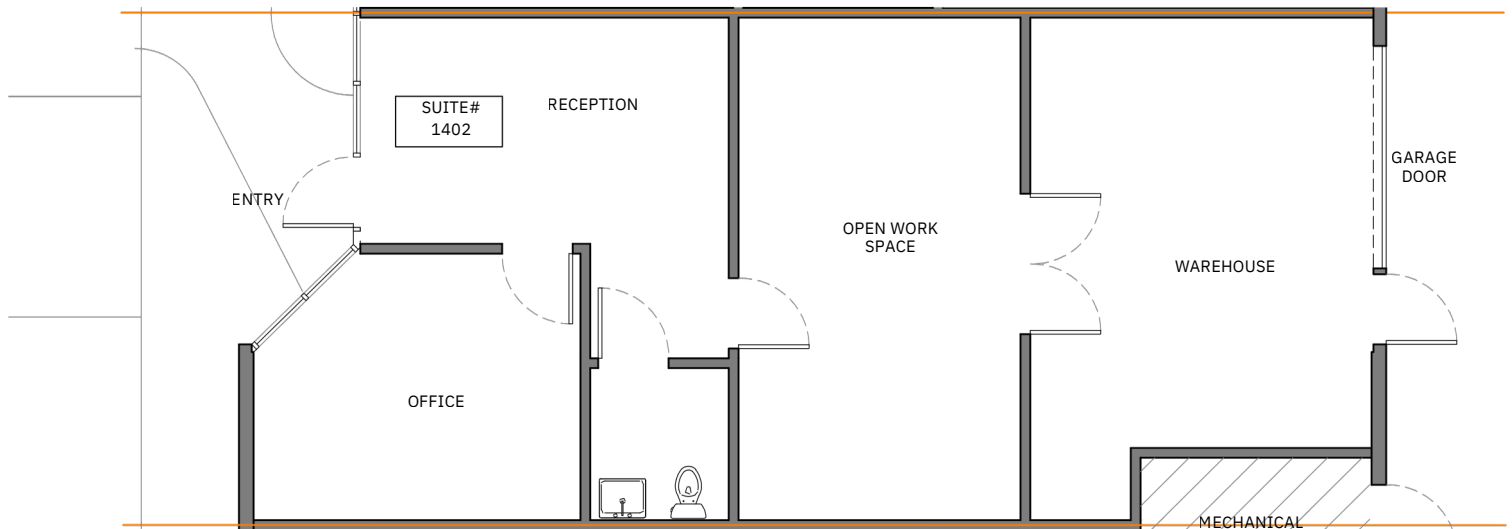 SUITE#
1402
RECEPTION
GARAGE
DOOR
ENTRY
OPEN WORK
SPACE
WAREHOUSE
OFFICE
MECHANICAL